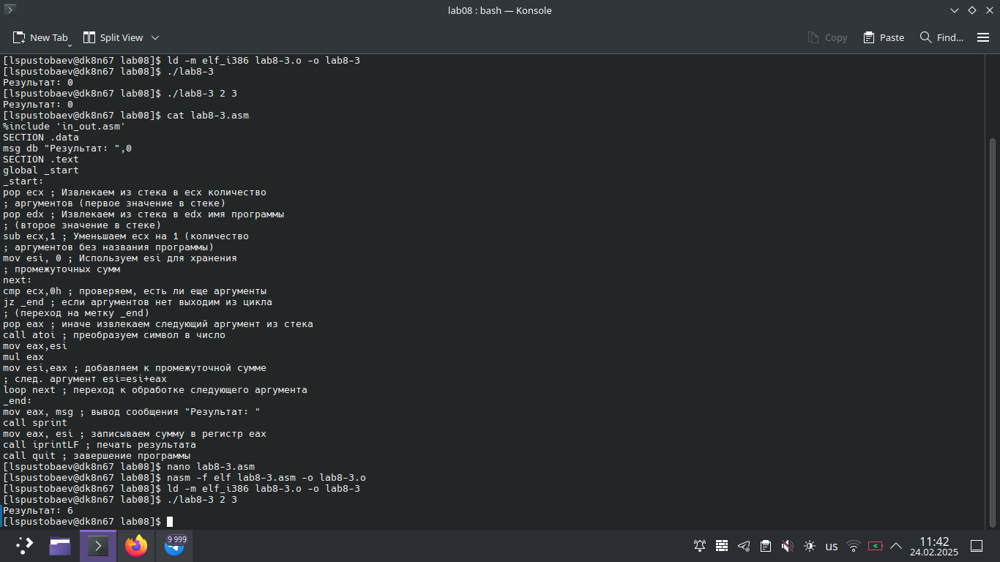 lab08 : bash — Konsole
New Tab
Split View
Copy
Paste
Find...
[lspustobaev@dk8n67 lab08]$ ld -m elf_i386 lab8-3.o -o lab8-3
[lspustobaev@dk8n67 lab08]$ ./lab8-3
Результат: 0
[lspustobaev@dk8n67 lab08]$ ./lab8-3 2 3
Результат: 0
[lspustobaev@dk8n67 lab08]$ cat lab8-3.asm
%include 'in_out.asm'
SECTION .data
msg db "Результат: ",0
SECTION .text
global _start
_start:
pop ecx ; Извлекаем из стека в ecx количество
; аргументов (первое значение в стеке)
pop edx ; Извлекаем из стека в edx имя программы
; (второе значение в стеке)
sub ecx,1 ; Уменьшаем ecx на 1 (количество
; аргументов без названия программы)
mov esi, 0 ; Используем esi для хранения
; промежуточных сумм
next:
cmp ecx,0h ; проверяем, есть ли еще аргументы
jz _end ; если аргументов нет выходим из цикла
; (переход на метку _end)
pop eax ; иначе извлекаем следующий аргумент из стека
call atoi ; преобразуем символ в число
mov eax,esi
mul eax
mov esi,eax ; добавляем к промежуточной сумме
; след. аргумент esi=esi+eax
loop next ; переход к обработке следующего аргумента
_end:
mov eax, msg ; вывод сообщения "Результат: "
call sprint
mov eax, esi ; записываем сумму в регистр eax
call iprintLF ; печать результата
call quit ; завершение программы
[lspustobaev@dk8n67 lab08]$ nano lab8-3.asm
[lspustobaev@dk8n67 lab08]$ nasm -f elf lab8-3.asm -o lab8-3.o
[lspustobaev@dk8n67 lab08]$ ld -m elf_i386 lab8-3.o -o lab8-3
[lspustobaev@dk8n67 lab08]$ ./lab8-3 2 3
Результат: 6
[lspustobaev@dk8n67 lab08]$
9 999
us
11:42
24.02.2025